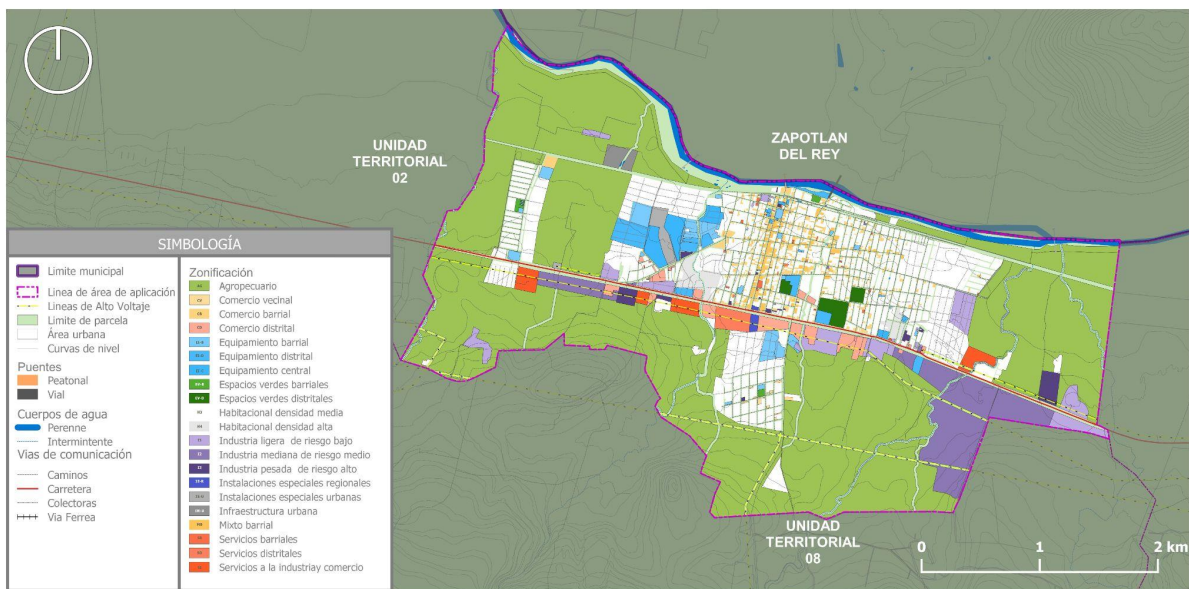 UNIDAD
TERRITORIAL
02
ZAPOTLAN
DEL REY
UNIDAD
TERRITORIAL
08
0
1
2 km
SIMBOLOGÍA
Limite municipal
Linea de área de aplicación
Lineas de Alto Voltaje
Limite de parcela
Área urbana
Curvas de nivel
Puentes
Peatonal
Vial
Cuerpos de agua
Perenne
Intermintente
Vias de comunicación
Caminos
Carretera
Colectoras
Via Ferrea
Zonificación
Agropecuario
Comercio vecinal
Comercio barrial
Comercio distrital
Equipamiento barrial
Equipamiento distrital
Equipamiento central
Espacios verdes barriales
Espacios verdes distritales
Habitacional densidad media
Habitacional densidad alta
Industria ligera de riesgo bajo
Industria mediana de riesgo medio
Industria pesada de riesgo alto
Instalaciones especiales regionales
Instalaciones especiales urbanas
Infraestructura urbana
Mixto barrial
Servicios barriales
Servicios distritales
Servicios a la industriay comercio